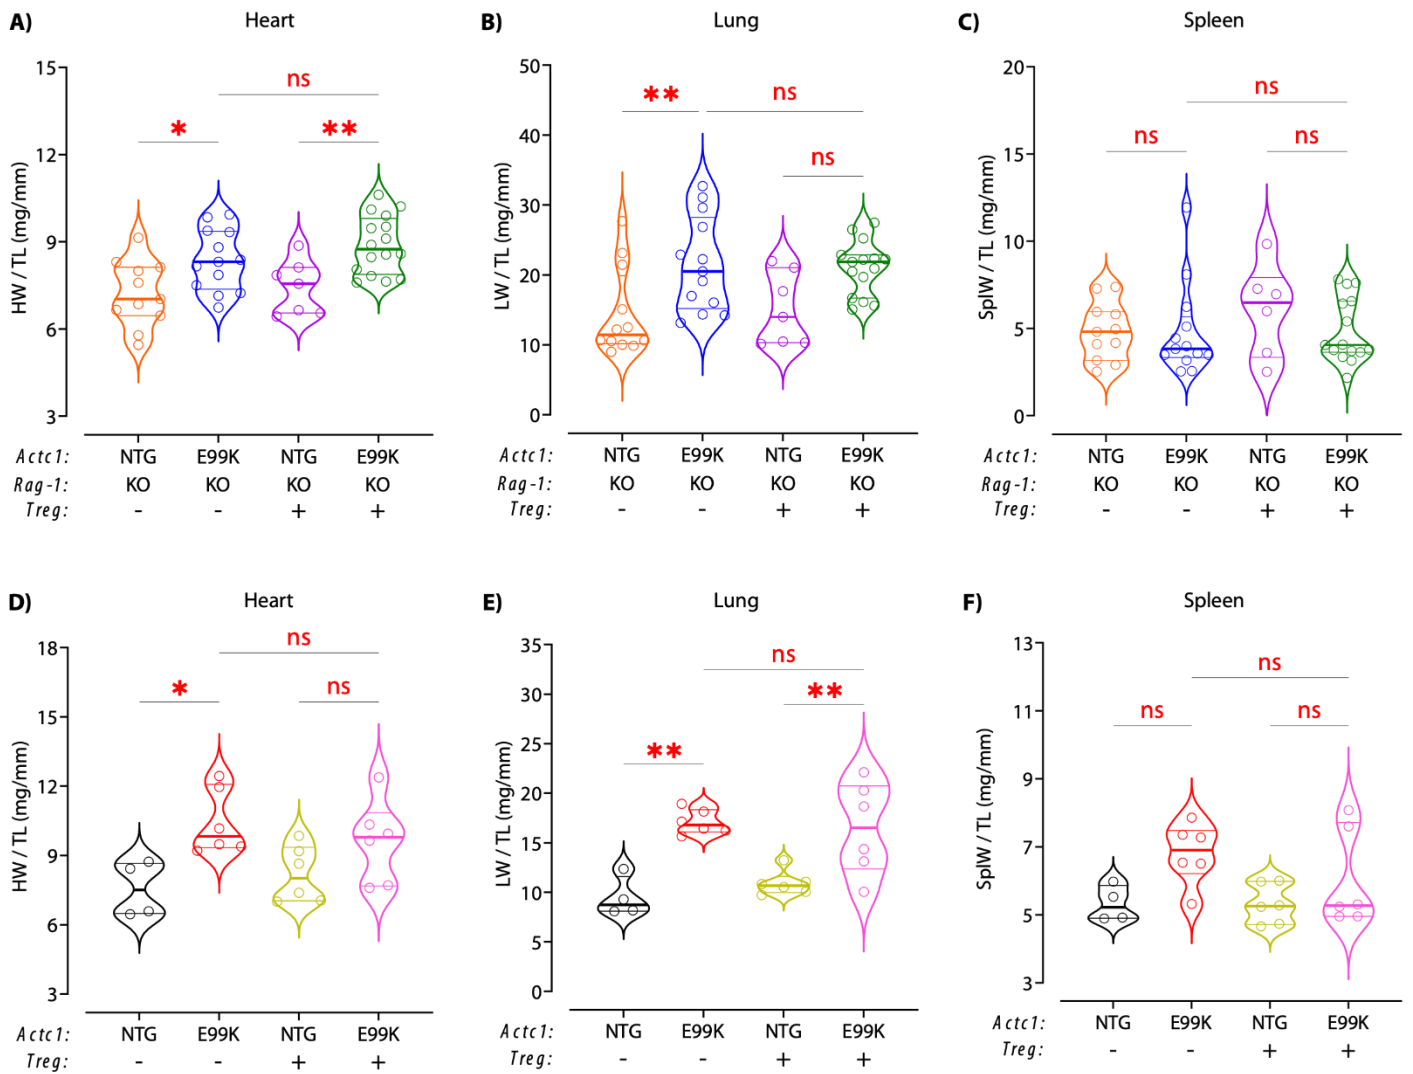 A) Heart
15
12
9
6
3
HW / TL (mg/mm)
* ns **
Actc1: NTG E99K NTG E99K
Rag-1: KO KO KO KO
Treg: - - + +
B) Lung
50
40
30
20
10
0
LW / TL (mg/mm)
** ns
ns
Actc1: NTG E99K NTG E99K
Rag-1: KO KO KO KO
Treg: - - + +
C) Spleen
20
15
10
5
0
SplW / TL (mg/mm)
ns
ns ns
Actc1: NTG E99K NTG E99K
Rag-1: KO KO KO KO
Treg: - - + +
D) Heart
18
15
12
9
6
3
HW / TL (mg/mm)
ns
* ns
Actc1: NTG E99K NTG E99K
Treg: - - + +
E) Lung
35
30
25
20
15
10
5
0
LW / TL (mg/mm)
ns
**
**
Actc1: NTG E99K NTG E99K
Treg: - - + +
F) Spleen
13
11
9
7
5
3
SplW / TL (mg/mm)
ns
ns ns
Actc1: NTG E99K NTG E99K
Treg: - - + +